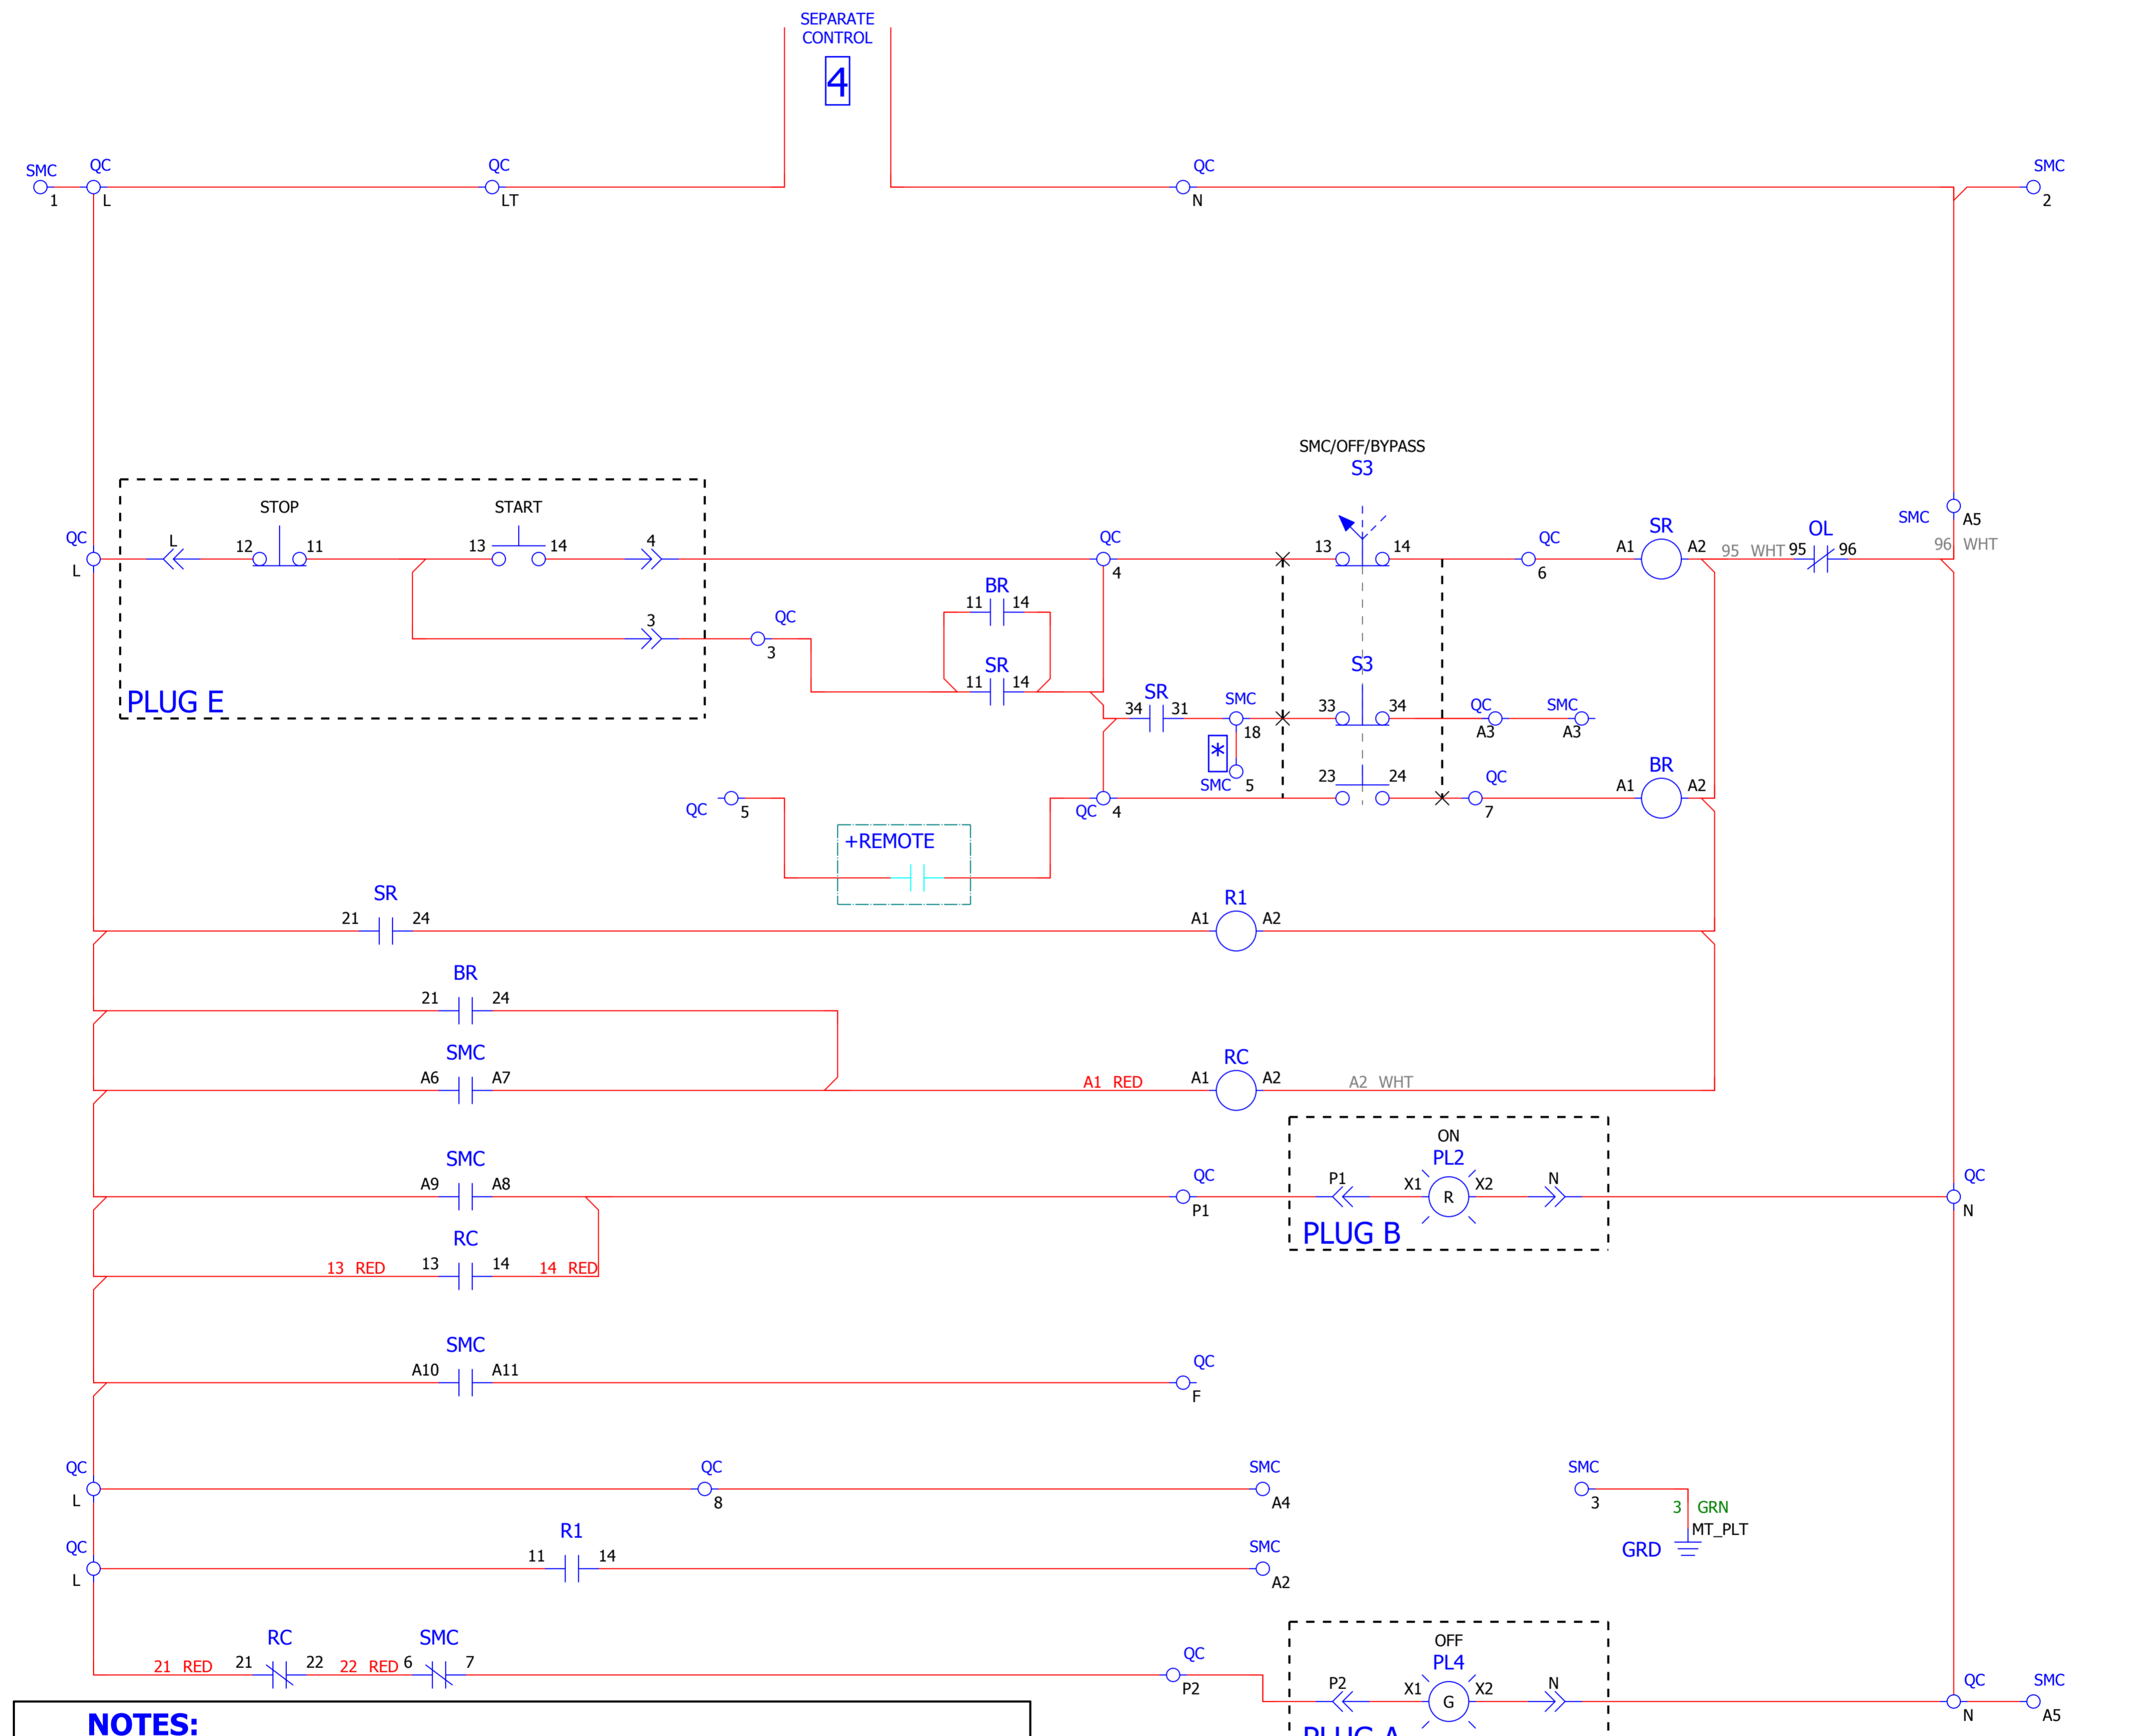 SEPARATE
CONTROL
4
SMC
1
QC
L
QC
LT
QC
N
SMC
2
SMC/OFF/BYPASS
S3
STOP
START
QC
L
L
12
11
13
14
4
QC
4
13
14
QC
6
SR
A1
A2
95 WHT
95
OL
96
SMC
A5
96 WHT
3
QC
3
BR
11
14
SR
11
14
PLUG E
SR
34
31
SMC
18
*
SMC 5
S3
33
34
QC
A3
SMC
A3
QC
5
QC 4
23
24
QC
7
BR
A1
A2
+REMOTE
SR
21
24
R1
A1
A2
BR
21
24
SMC
A6
A7
A1 RED
RC
A1
A2
A2 WHT
SMC
A9
A8
QC
P1
ON
PL2
P1
X1
R
X2
N
PLUG B
QC
N
RC
13 RED
13
14
14 RED
SMC
A10
A11
QC
F
QC
L
QC
8
SMC
A4
SMC
3
3 GRN
MT_PLT
GRD
QC
L
R1
11
14
SMC
A2
RC
21 RED
21
22
22 RED
SMC
6
7
QC
P2
OFF
PL4
P2
X1
G
X2
N
PLUG A
QC
N
SMC
A5
NOTES: